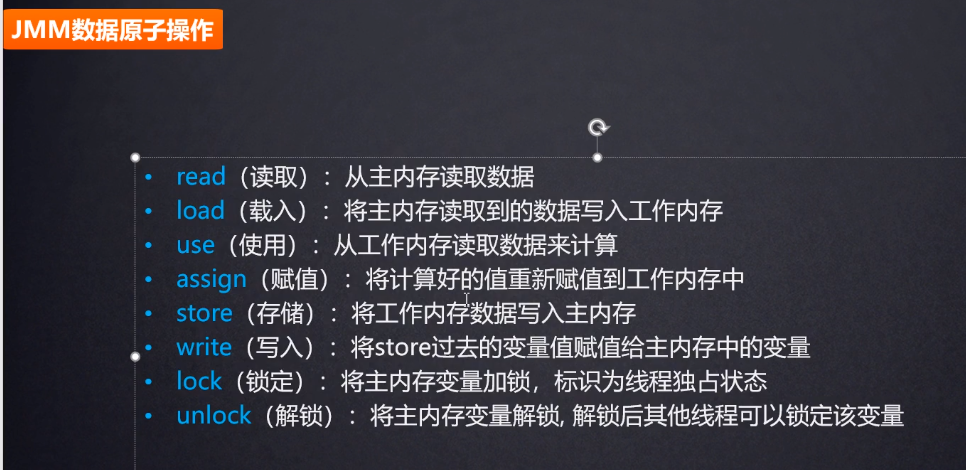 JMM数据原子操作
• read（读取）：从主内存读取数据
• load（载入）：将主内存读取到的数据写入工作内存
• use（使用）：从工作内存读取数据来计算
• assign（赋值）：将计算好的值重新赋值到工作内存中
• store（存储）：将工作内存数据写入主内存
• write（写入）：将store过去的变量值赋值给主内存中的变量
• lock（锁定）：将主内存变量加锁，标识为线程独占状态
• unlock（解锁）：将主内存变量解锁, 解锁后其他线程可以锁定该变量